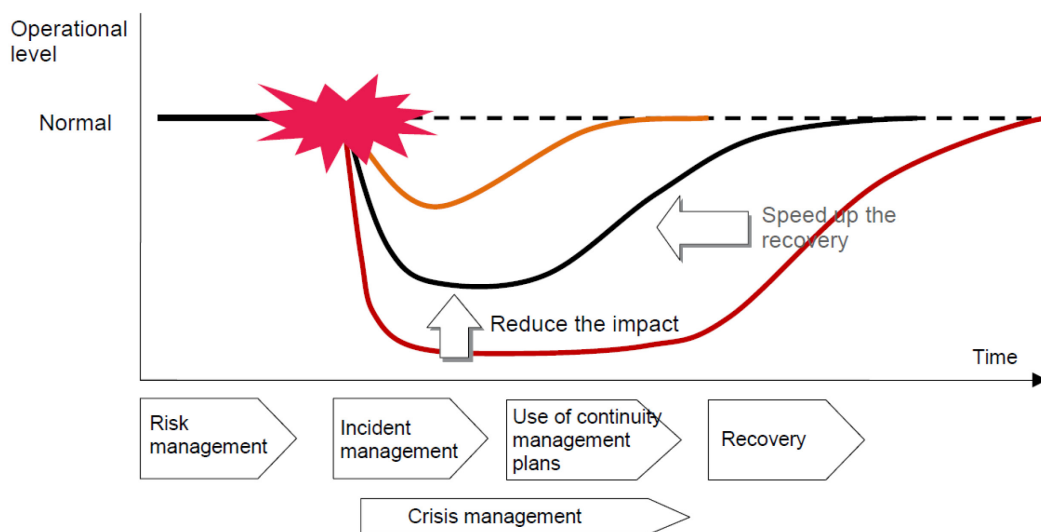 Operational
level
Normal
Speed up the
recovery
Reduce the impact
Time
Risk
management
Incident
management
Use of continuity
management
plans
Recovery
Crisis management